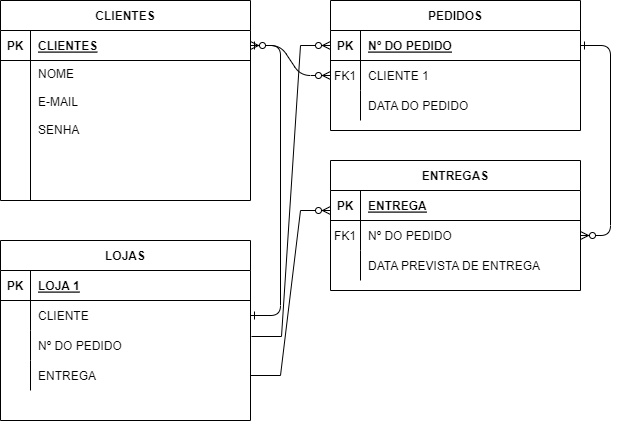 CLIENTES
PK CLIENTES
NOME
E-MAIL
SENHA
PEDIDOS
PK Nº DO PEDIDO
FK1 CLIENTE 1
DATA DO PEDIDO
ENTREGAS
PK ENTREGA
FK1 Nº DO PEDIDO
DATA PREVISTA DE ENTREGA
LOJAS
PK LOJA 1
CLIENTE
Nº DO PEDIDO
ENTREGA